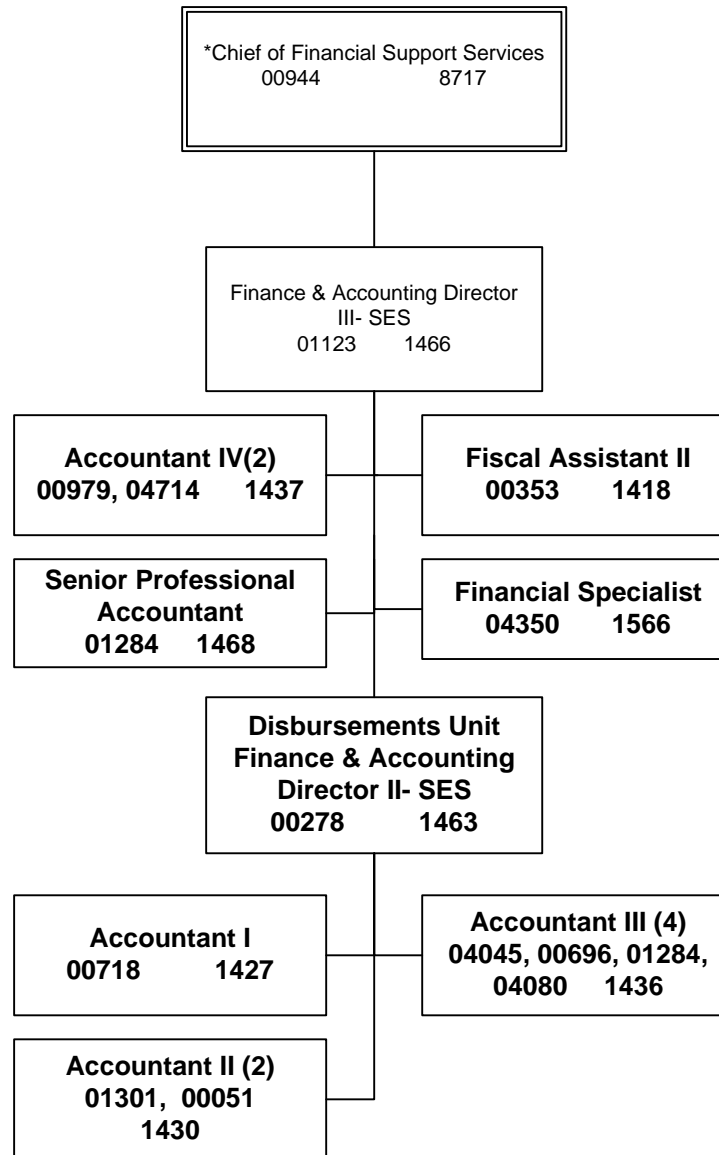 *Chief of Financial Support Services
00944 8717
Finance & Accounting Director
III- SES
01123 1466
Accountant IV(2)
00979, 04714 1437
Fiscal Assistant II
00353 1418
Senior Professional
Accountant
01284 1468
Financial Specialist
04350 1566
Disbursements Unit
Finance & Accounting
Director II- SES
00278 1463
Accountant I
00718 1427
Accountant III (4)
04045, 00696, 01284,
04080 1436
Accountant II (2)
01301, 00051
1430